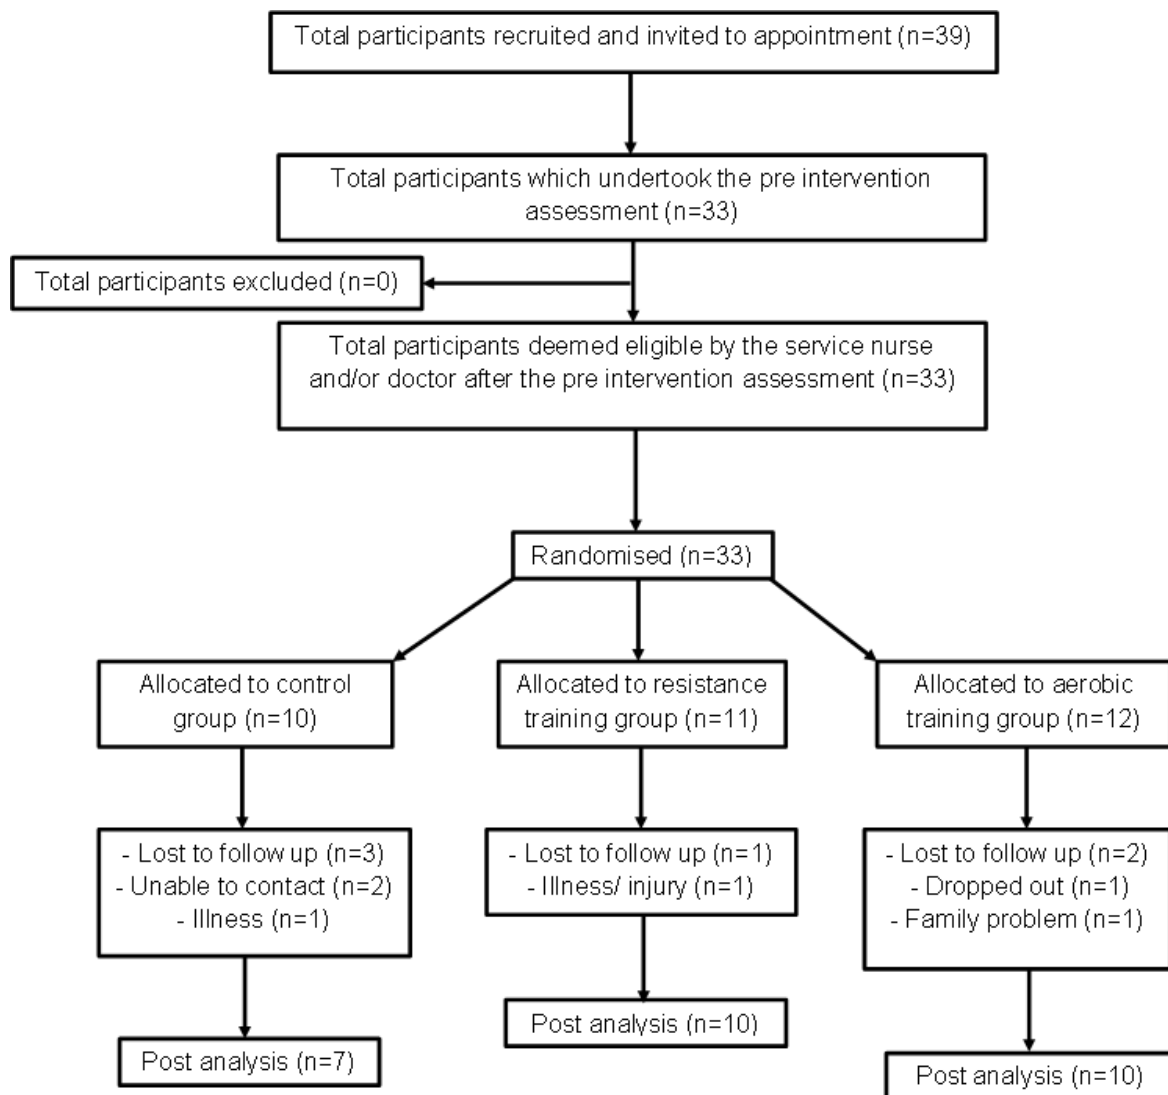 Total participants recruited and invited to appointment (n=39)
Total participants which undertook the pre intervention
assessment (n=33)
Total participants excluded (n=0)
Total participants deemed eligible by the service nurse
and/or doctor after the pre intervention assessment (n=33)
Randomised (n=33)
Allocated to control
group (n=10)
Allocated to resistance
training group (n=11)
Allocated to aerobic
training group (n=12)
- Lost to follow up (n=3)
- Unable to contact (n=2)
- Illness (n=1)
- Lost to follow up (n=1)
- Illness/ injury (n=1)
- Lost to follow up (n=2)
- Dropped out (n=1)
- Family problem (n=1)
Post analysis (n=7)
Post analysis (n=10)
Post analysis (n=10)